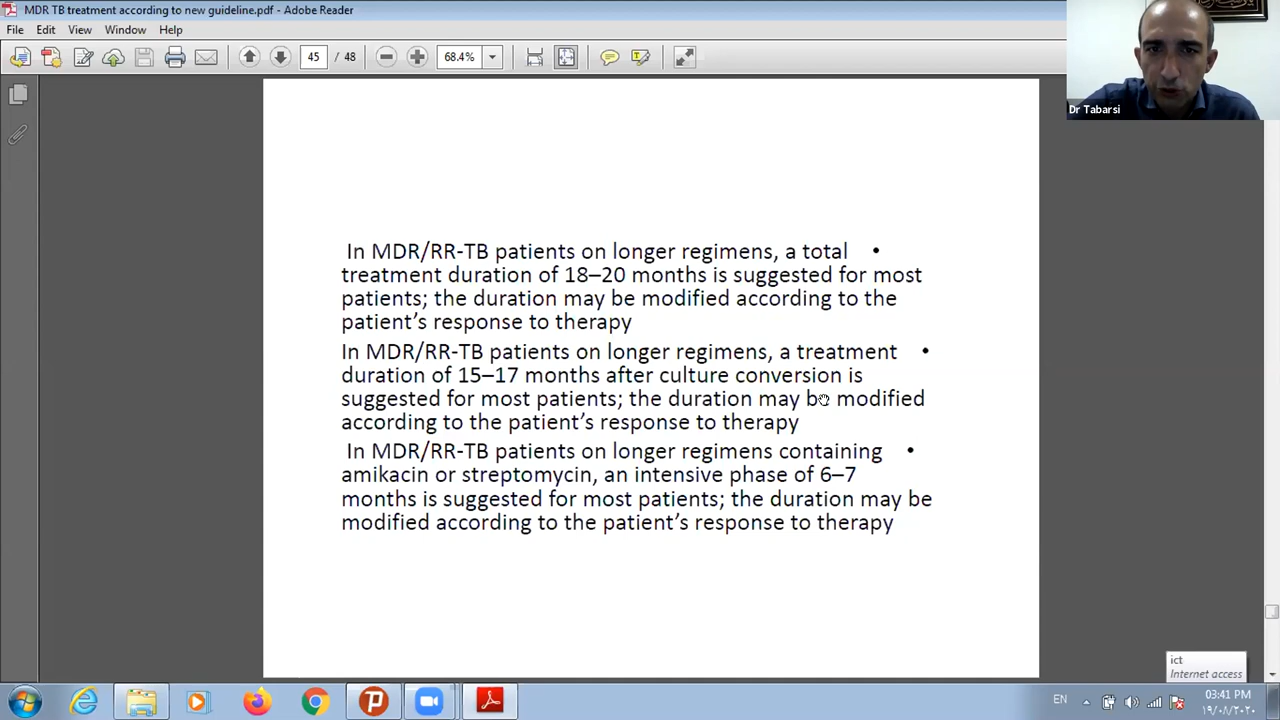 MDR TB treatment according to new guideline.pdf - Adobe Reader
File Edit View Window Help
45 / 48 68.4%
Dr Tabarsi
In MDR/RR-TB patients on longer regimens, a total •
treatment duration of 18–20 months is suggested for most
patients; the duration may be modified according to the
patient’s response to therapy
In MDR/RR-TB patients on longer regimens, a treatment •
duration of 15–17 months after culture conversion is
suggested for most patients; the duration may be modified
according to the patient’s response to therapy
In MDR/RR-TB patients on longer regimens containing •
amikacin or streptomycin, an intensive phase of 6–7
months is suggested for most patients; the duration may be
modified according to the patient’s response to therapy
ict
Internet access
EN 03:41 PM
١٩/٠٨/٢٠٢٠